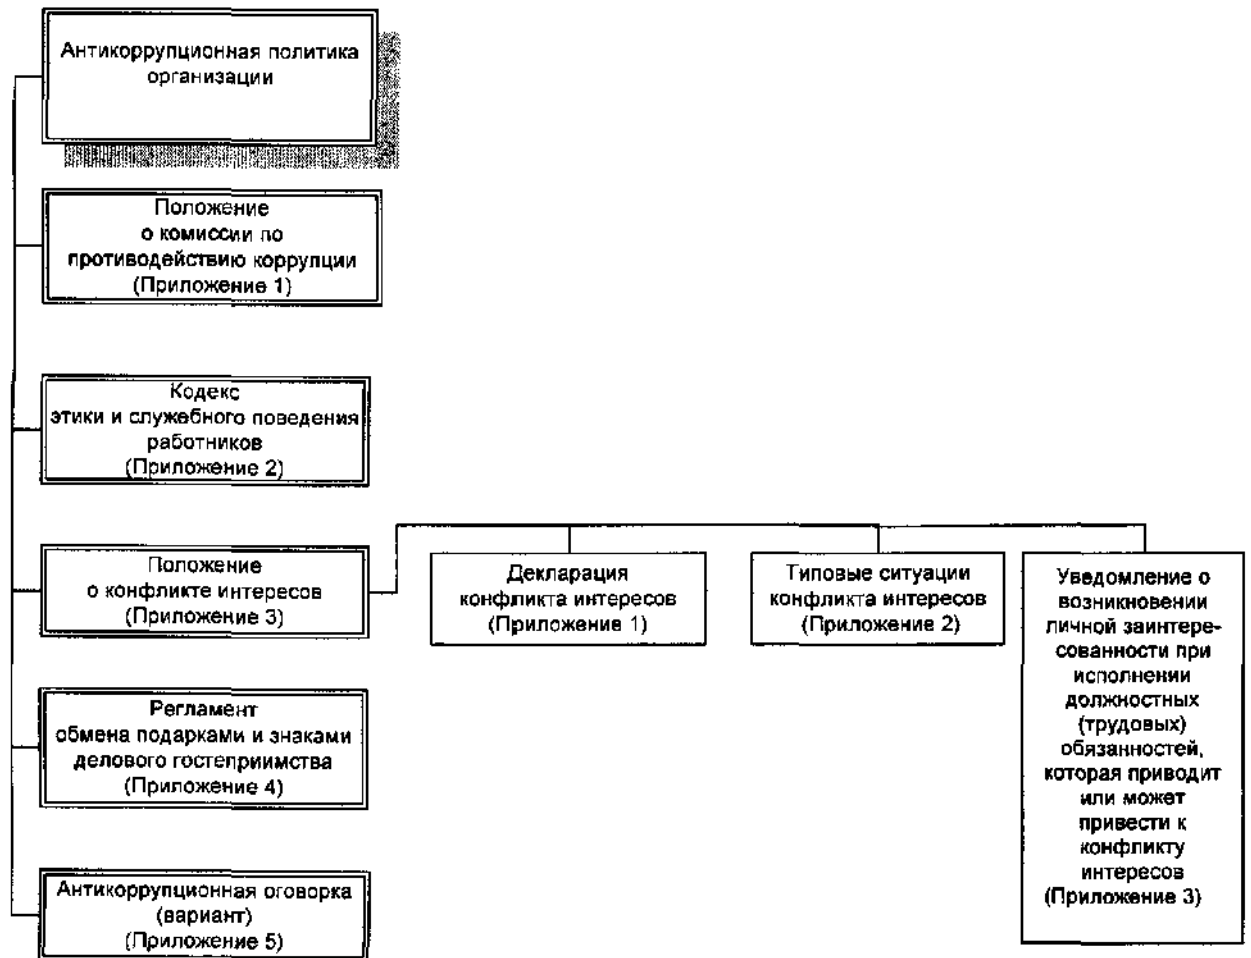 Антикоррупционная политика
организации
Положение
о комиссии по
противодействию коррупции
(Приложение 1)
Кодекс
этики и служебного поведения
работников
(Приложение 2)
Положение
о конфликте интересов
(Приложение 3)
Декларация
конфликта интересов
(Приложение 1)
Типовые ситуации
конфликта интересов
(Приложение 2)
Уведомление о
возникновении
личной заинтере-
сованности при
исполнении
должностных
(трудовых)
обязанностей,
которая приводит
или может
привести к
конфликту
интересов
(Приложение 3)
Регламент
обмена подарками и знаками
делового гостеприимства
(Приложение 4)
Антикоррупционная оговорка
(вариант)
(Приложение 5)